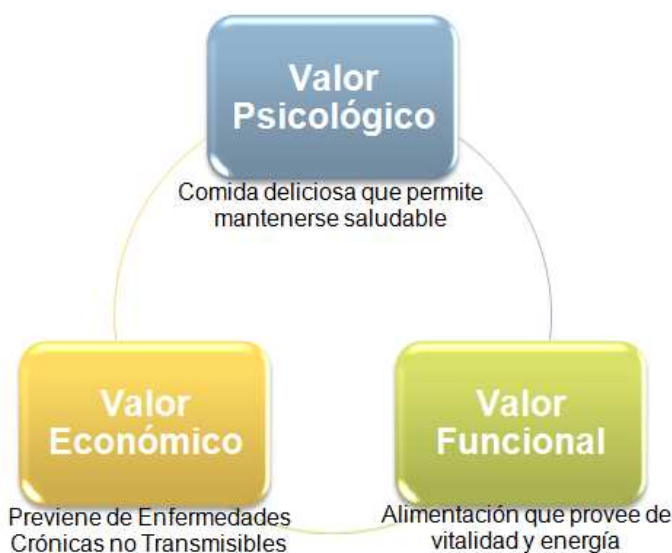 Valor
Psicológico
Comida deliciosa que permite
mantenerse saludable
Valor
Económico
Previene de Enfermedades
Crónicas no Transmisibles
Valor
Funcional
Alimentación que provee de
vitalidad y energía